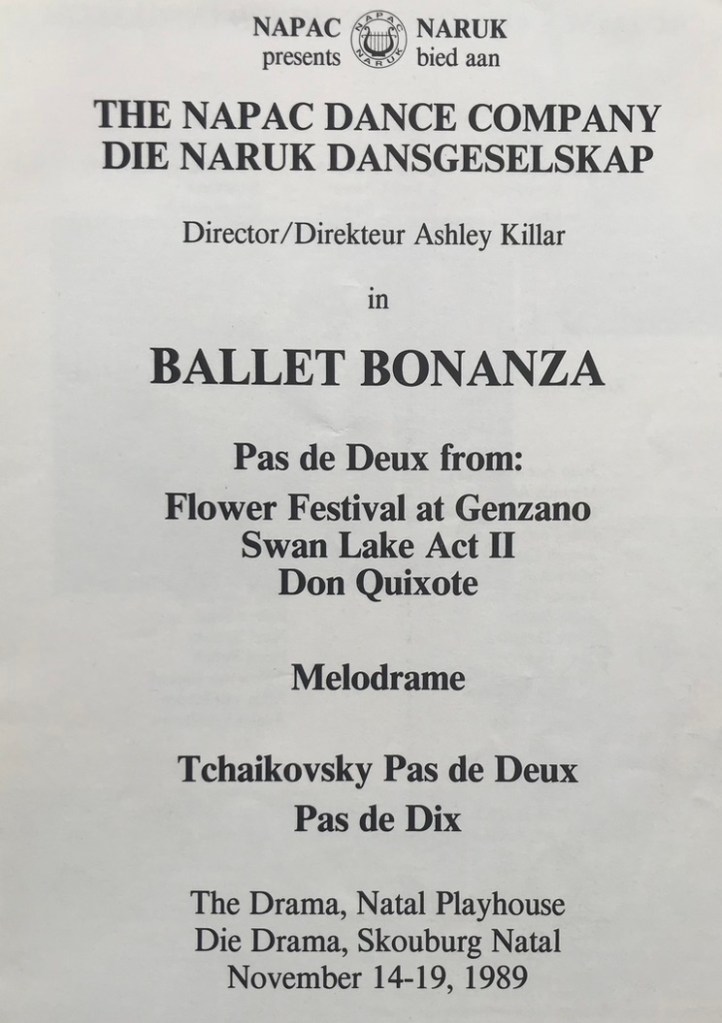 NAPAC NAPAC NARUK NARUK
presents bied aan
THE NAPAC DANCE COMPANY
DIE NARUK DANSGESELSKAP
Director/Direkteur Ashley Killar
in
BALLET BONANZA
Pas de Deux from:
Flower Festival at Genzano
Swan Lake Act II
Don Quixote
Melodrame
Tchaikovsky Pas de Deux
Pas de Dix
The Drama, Natal Playhouse
Die Drama, Skouburg Natal
November 14-19, 1989